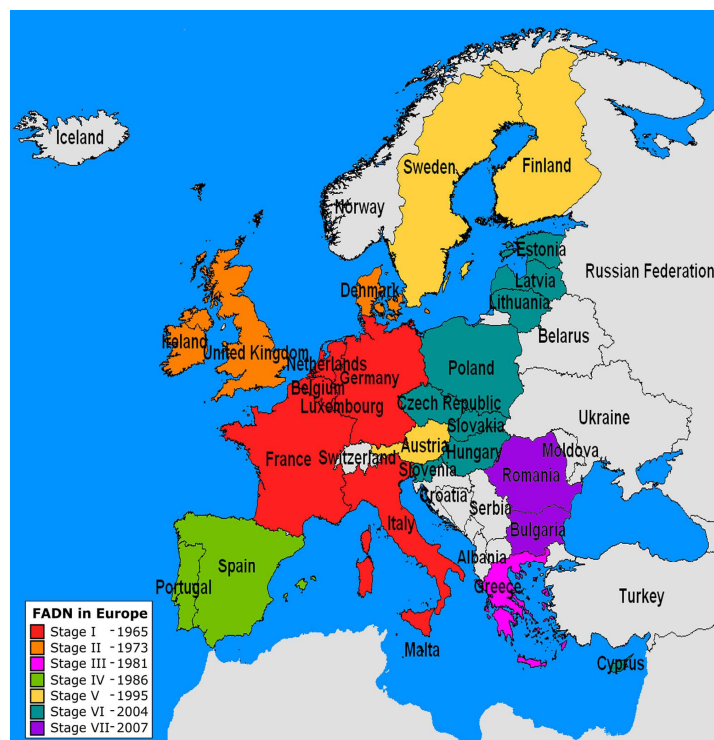 Iceland
Sweden
Finland
Norway
Estonia
Russian Federation
Latvia
Denmark
Lithuania
Belarus
Ireland
United Kingdom
Netherlands
Poland
Germany
Belgium
Czech Republic
Luxembourg
Ukraine
Slovakia
Austria
Hungary
Moldova
France
Switzerland
Slovenia
Romania
Croatia
Serbia
Italy
Bulgaria
Albania
Spain
Portugal
Greece
Turkey
Malta
Cyprus
FADN in Europe
Stage I -1965
Stage II -1973
Stage III -1981
Stage IV -1986
Stage V -1995
Stage VI -2004
Stage VII-2007